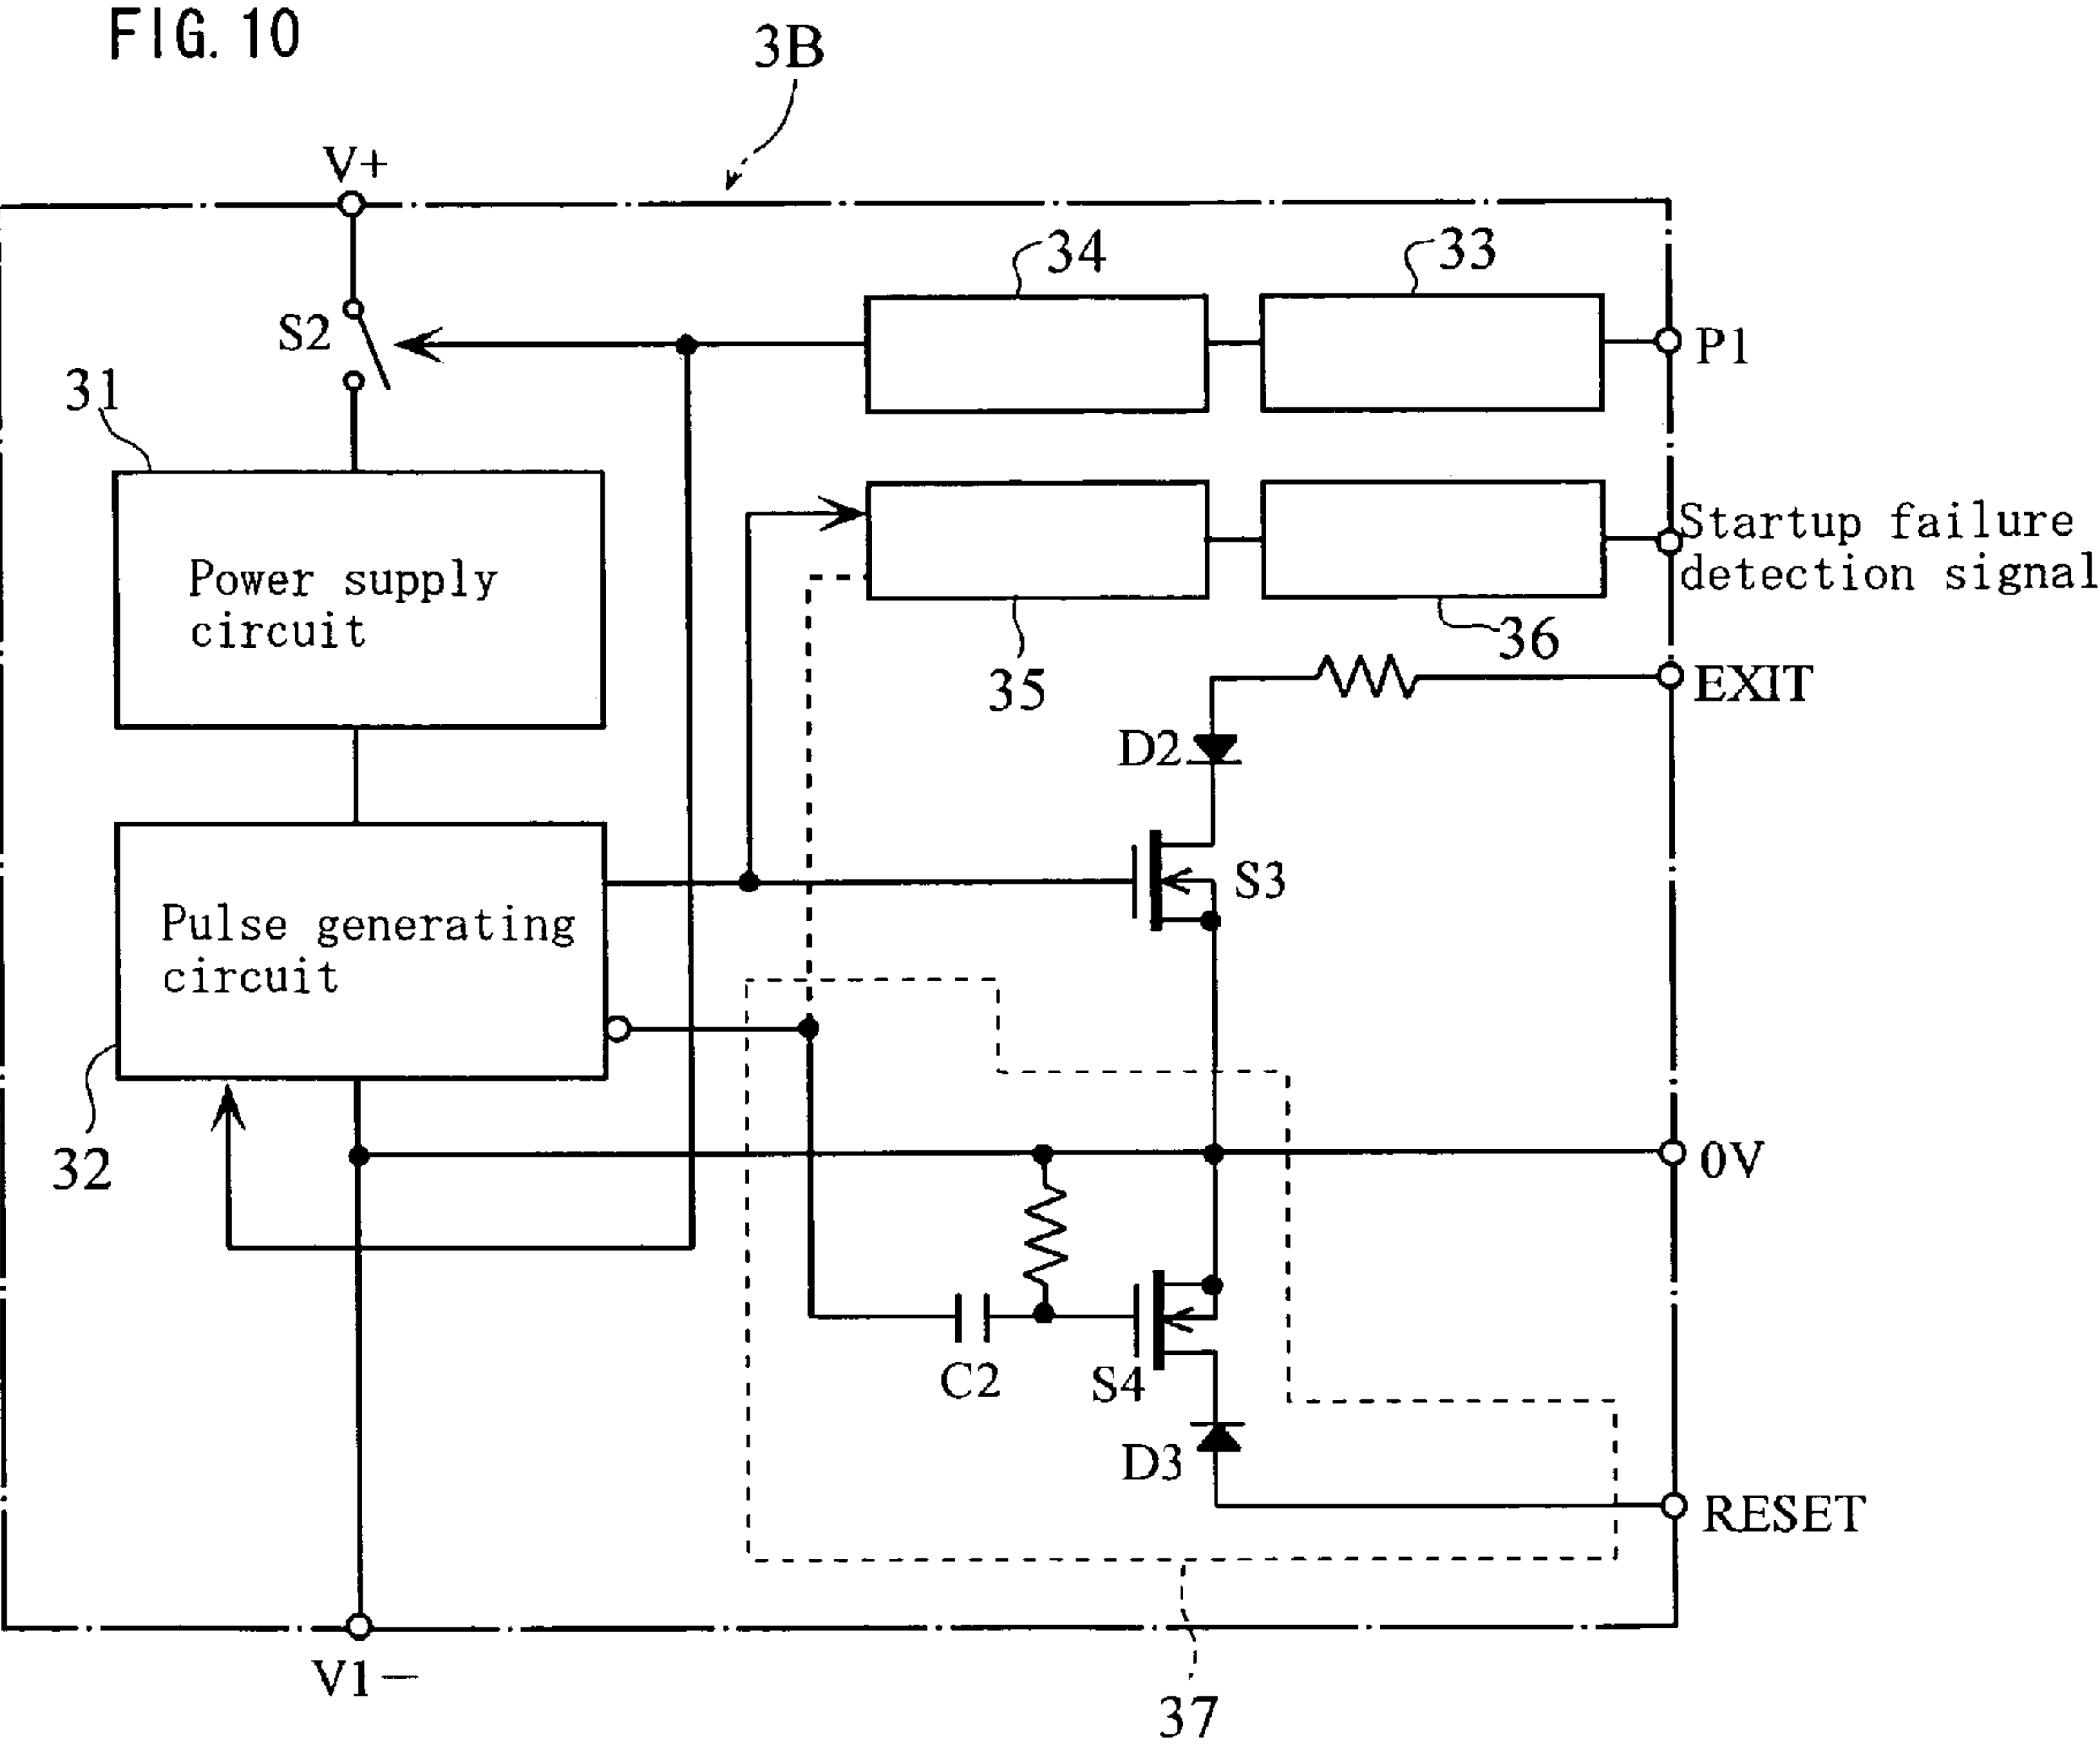 FIG. 10
3B
V+
34
33
S2
P1
31
Startup failure
detection signal
Power supply
circuit
36
35
EXIT
D2
S3
Pulse generating
circuit
32
0V
C2
S4
D3
RESET
V1−
37